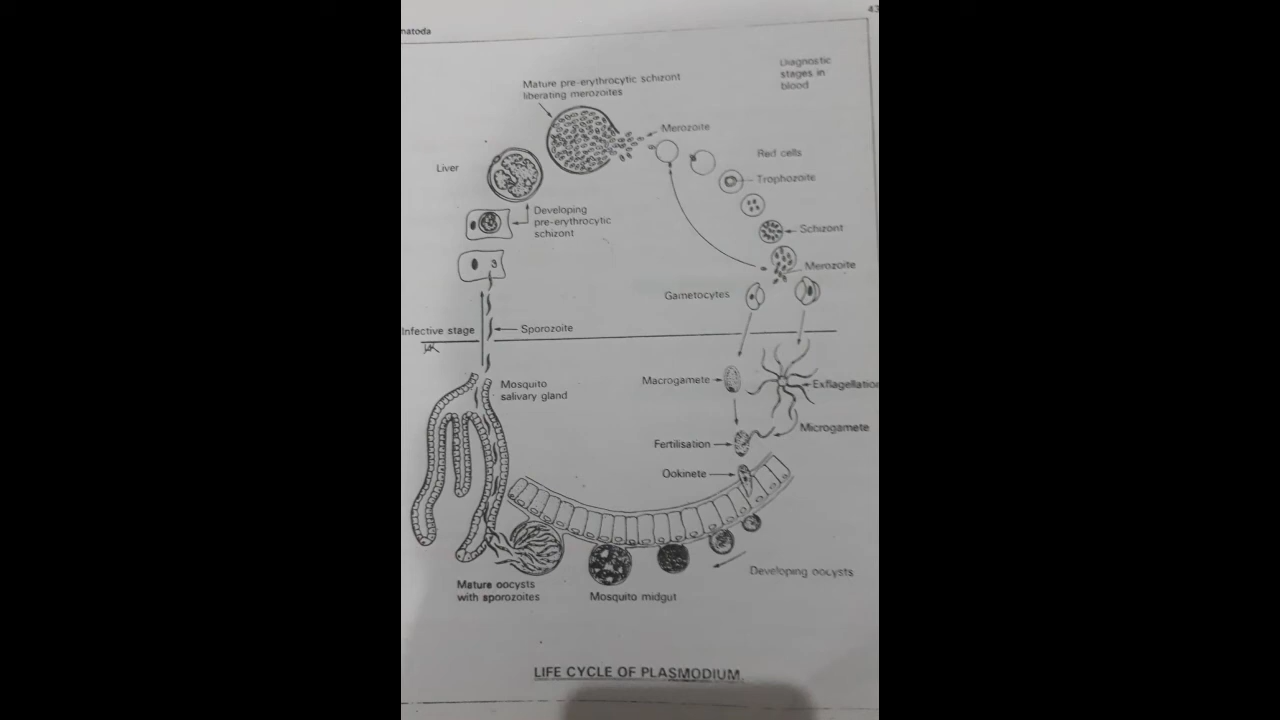 43
natoda
Diagnostic
stages in
blood
Mature pre-erythrocytic schizont
liberating merozoites
Merozoite
Red cells
Liver
Trophozoite
Developing
pre-erythrocytic
schizont
Schizont
Merozoite
Gametocytes
Infective stage
Sporozoite
Mosquito
salivary gland
Macrogamete
Exflagellation
Microgamete
Fertilisation
Ookinete
Developing oocysts
Mature oocysts
with sporozoites
Mosquito midgut
LIFE CYCLE OF PLASMODIUM.